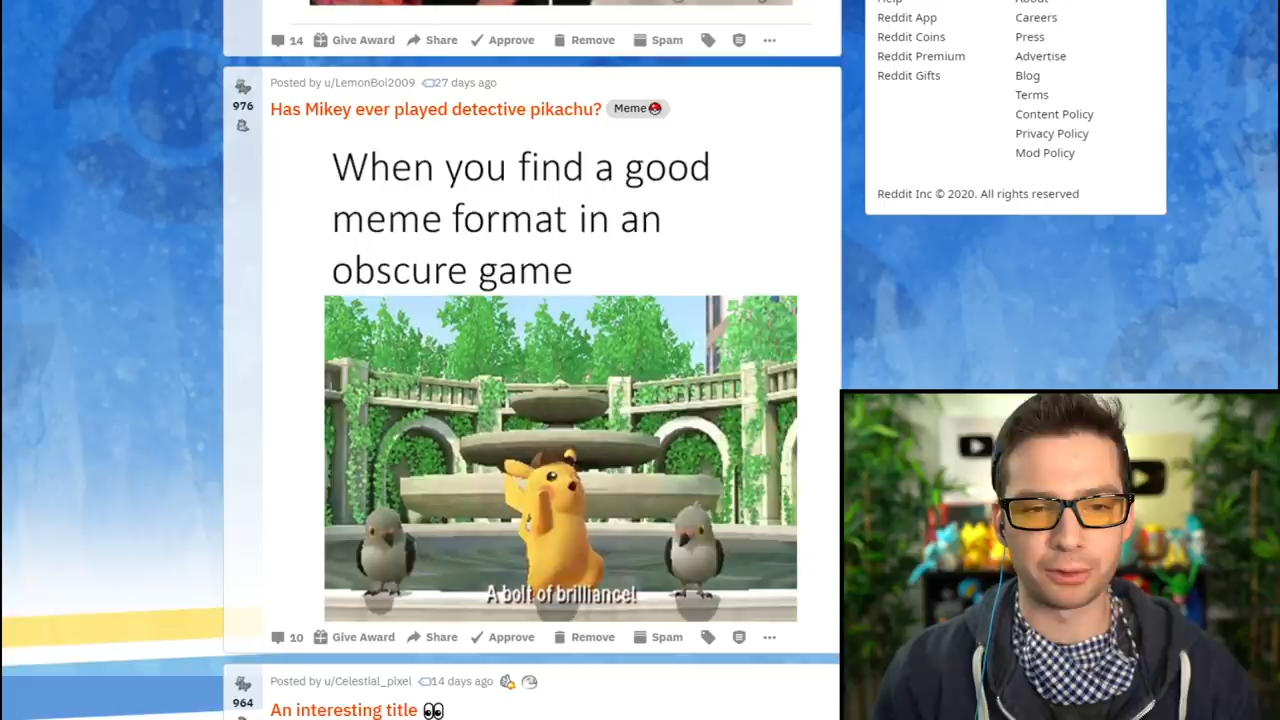 14 Give Award Share Approve Remove Spam
Posted by u/LemonBoi2009 27 days ago
976
Has Mikey ever played detective pikachu? Meme
When you find a good
meme format in an
obscure game
A bolt of brilliance!
10 Give Award Share Approve Remove Spam
Posted by u/Celestial_pixel 14 days ago
964
An interesting title 👀
Reddit App
Reddit Coins
Reddit Premium
Reddit Gifts
Careers
Press
Advertise
Blog
Terms
Content Policy
Privacy Policy
Mod Policy
Reddit Inc © 2020. All rights reserved